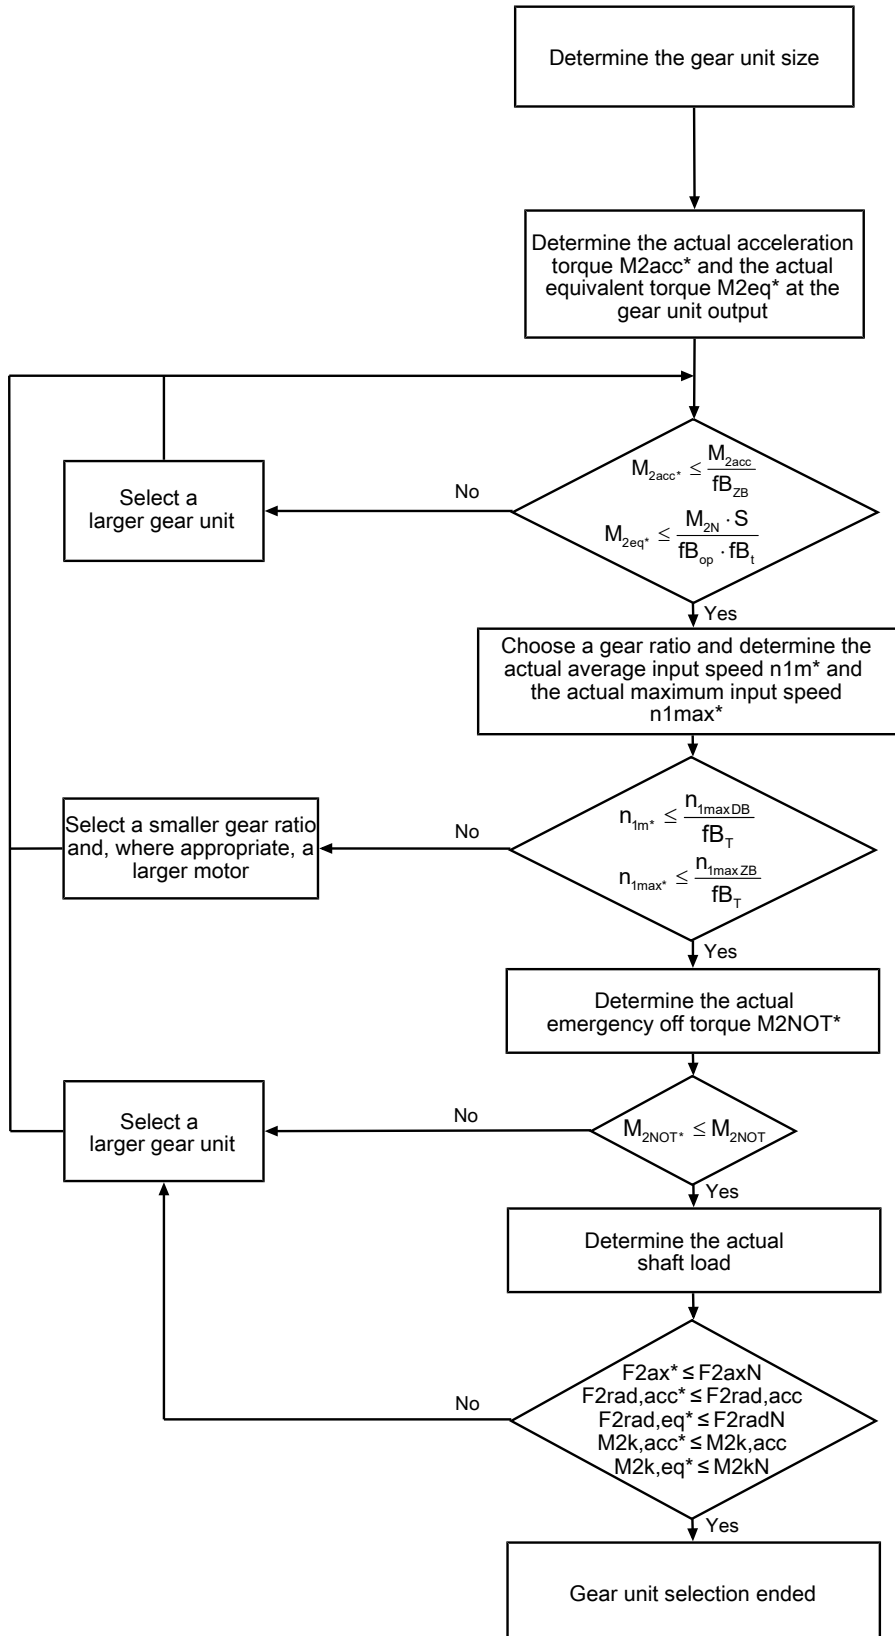 Determine the gear unit size
Determine the actual acceleration
torque M2acc* and the actual
equivalent torque M2eq* at the
gear unit output
Select a
larger gear unit
No
M2acc* ≤ M2acc / fBZB
M2eq* ≤ M2N · S / fBop · fBt
Yes
Choose a gear ratio and determine the
actual average input speed n1m* and
the actual maximum input speed
n1max*
Select a smaller gear ratio
and, where appropriate, a
larger motor
No
n1m* ≤ n1maxDB / fBT
n1max* ≤ n1maxZB / fBT
Yes
Determine the actual
emergency off torque M2NOT*
Select a
larger gear unit
No
M2NOT* ≤ M2NOT
Yes
Determine the actual
shaft load
No
F2ax* ≤ F2axN
F2rad,acc* ≤ F2rad,acc
F2rad,eq* ≤ F2radN
M2k,acc* ≤ M2k,acc
M2k,eq* ≤ M2kN
Yes
Gear unit selection ended